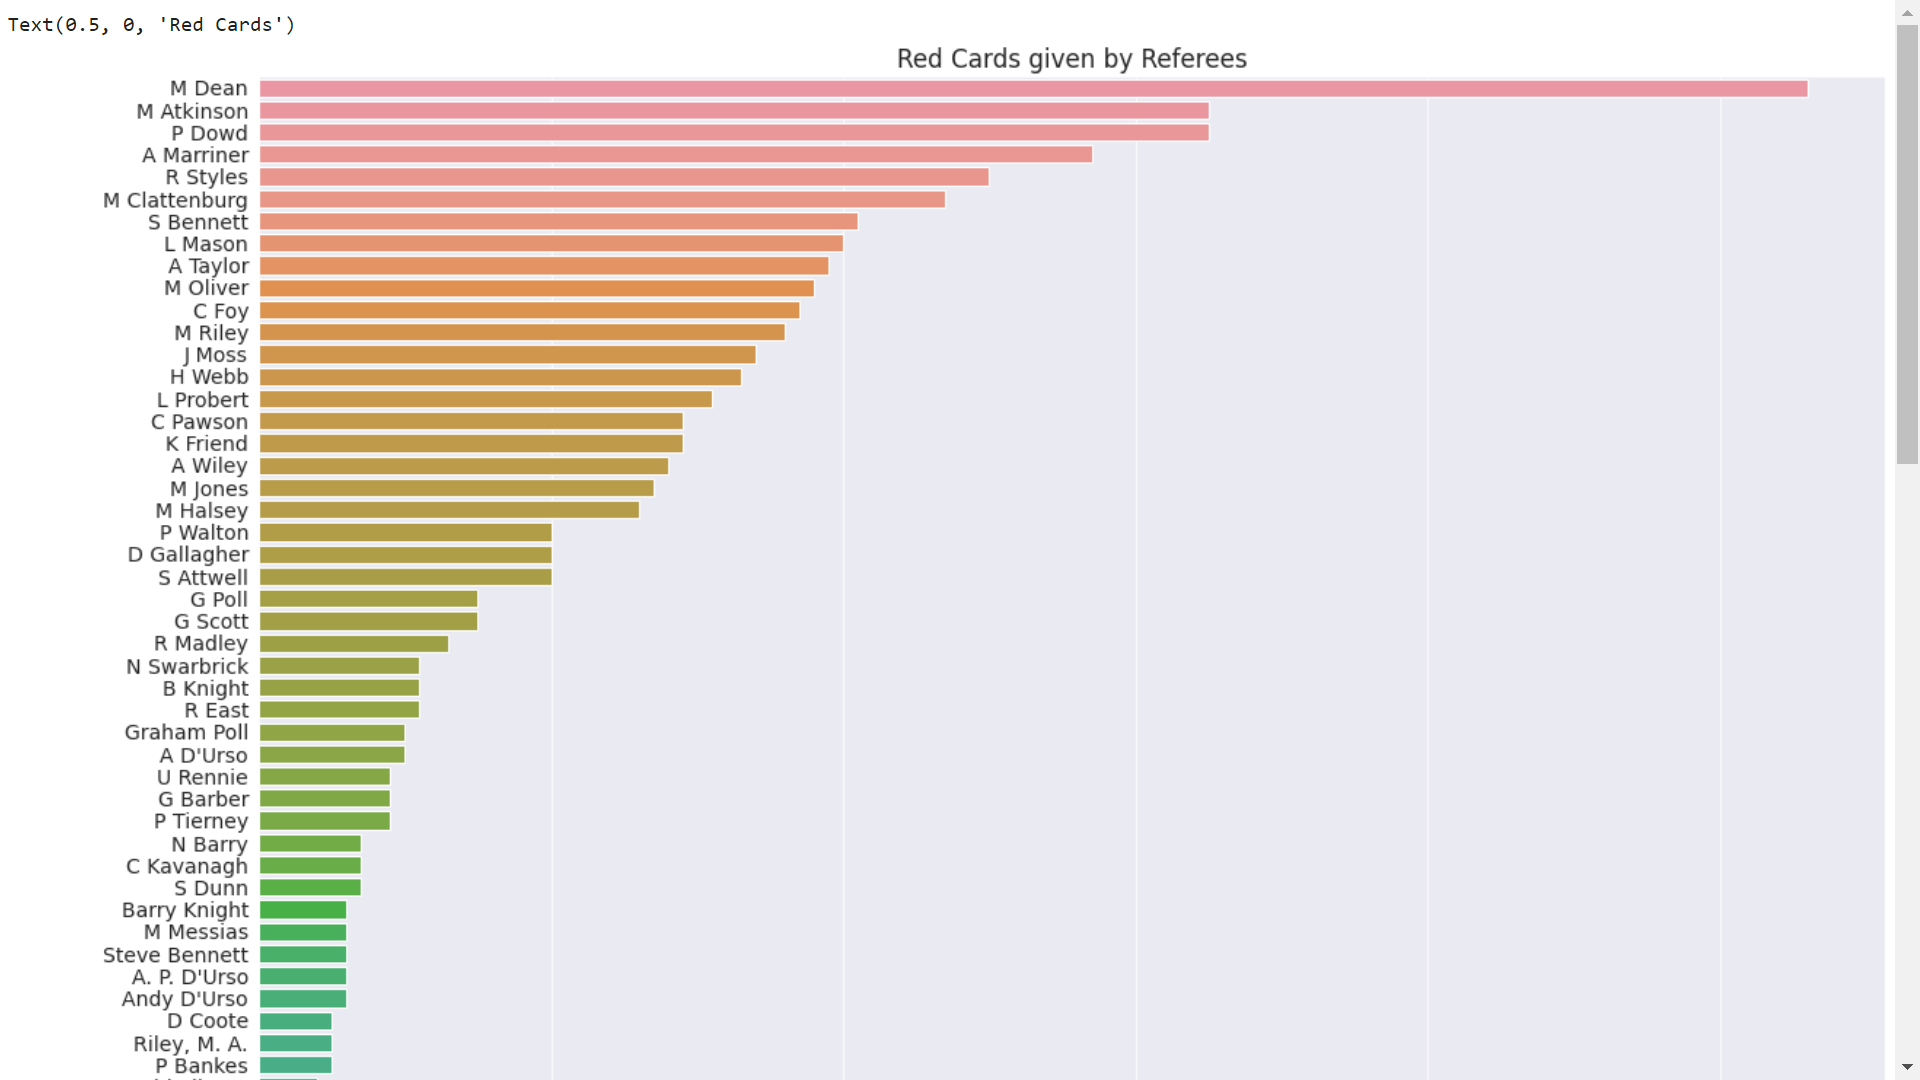 Text(0.5, 0, 'Red Cards')
Red Cards given by Referees
M Dean
M Atkinson
P Dowd
A Marriner
R Styles
M Clattenburg
S Bennett
L Mason
A Taylor
M Oliver
C Foy
M Riley
J Moss
H Webb
L Probert
C Pawson
K Friend
A Wiley
M Jones
M Halsey
P Walton
D Gallagher
S Attwell
G Poll
G Scott
R Madley
N Swarbrick
B Knight
R East
Graham Poll
A D'Urso
U Rennie
G Barber
P Tierney
N Barry
C Kavanagh
S Dunn
Barry Knight
M Messias
Steve Bennett
A. P. D'Urso
Andy D'Urso
D Coote
Riley, M. A.
P Bankes